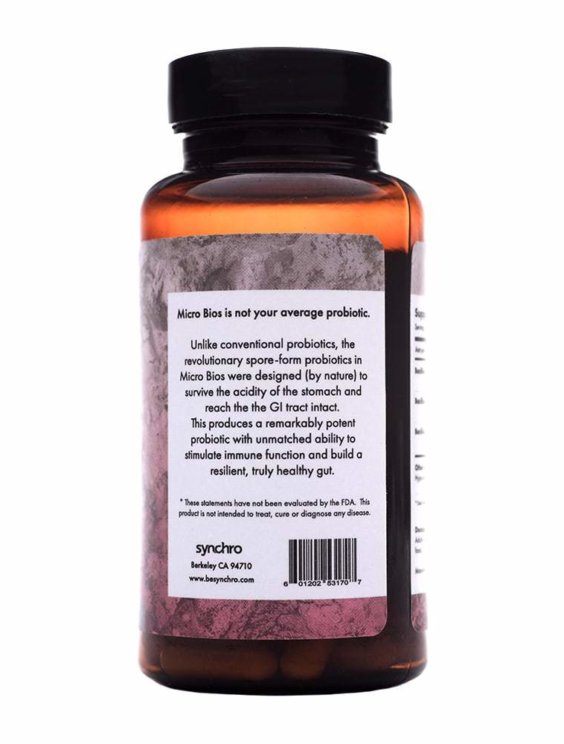 Micro Bios is not your average probiotic.
Unlike conventional probiotics, the
revolutionary spore-form probiotics in
Micro Bios were designed (by nature) to
survive the acidity of the stomach and
reach the the GI tract intact.
This produces a remarkably potent
probiotic with unmatched ability to
stimulate immune function and build a
resilient, truly healthy gut.
* These statements have not been evaluated by the FDA. This
product is not intended to treat, cure or diagnose any disease.
synchro
Berkeley CA 94710
www.besynchro.com
6 01202 53170 7